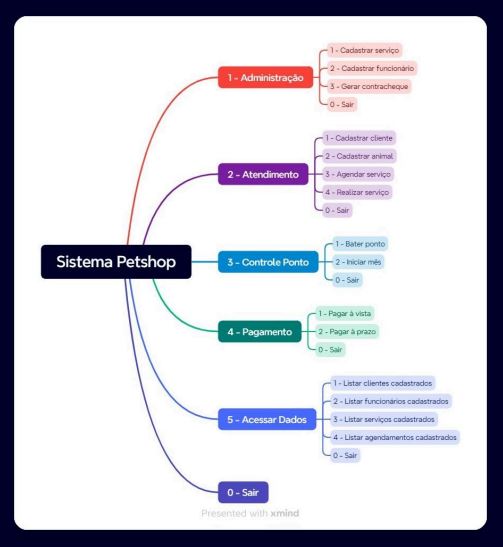 Sistema Petshop
1 - Administração
1 - Cadastrar serviço
2 - Cadastrar funcionário
3 - Gerar contracheque
0 - Sair
2 - Atendimento
1 - Cadastrar cliente
2 - Cadastrar animal
3 - Agendar serviço
4 - Realizar serviço
0 - Sair
3 - Controle Ponto
1 - Bater ponto
2 - Iniciar mês
0 - Sair
4 - Pagamento
1 - Pagar à vista
2 - Pagar à prazo
0 - Sair
5 - Acessar Dados
1 - Listar clientes cadastrados
2 - Listar funcionários cadastrados
3 - Listar serviços cadastrados
4 - Listar agendamentos cadastrados
0 - Sair
0 - Sair
Presented with xmind